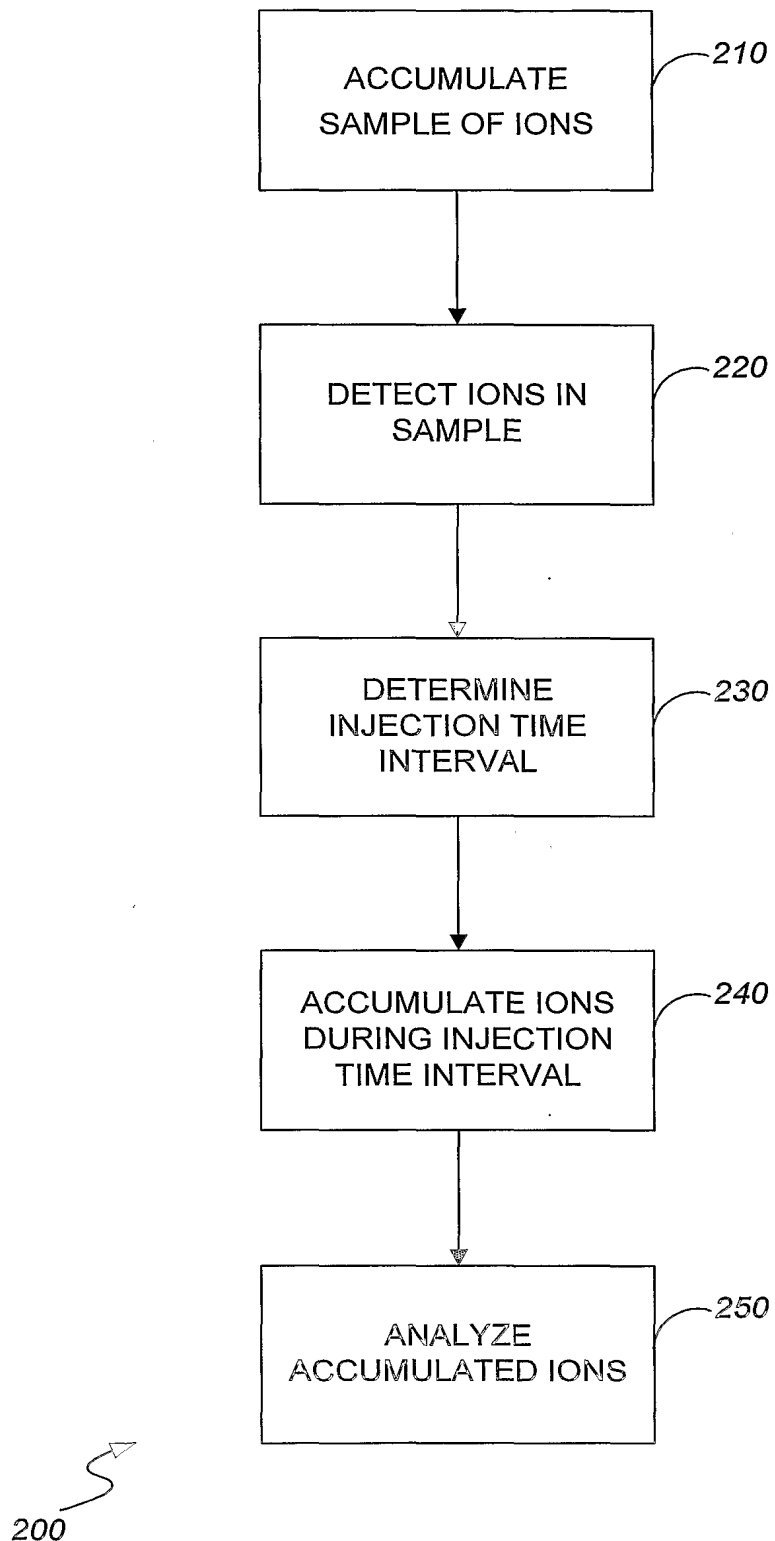 ACCUMULATE
SAMPLE OF IONS
210
DETECT IONS IN
SAMPLE
220
DETERMINE
INJECTION TIME
INTERVAL
230
ACCUMULATE IONS
DURING INJECTION
TIME INTERVAL
240
ANALYZE
ACCUMULATED IONS
250
200